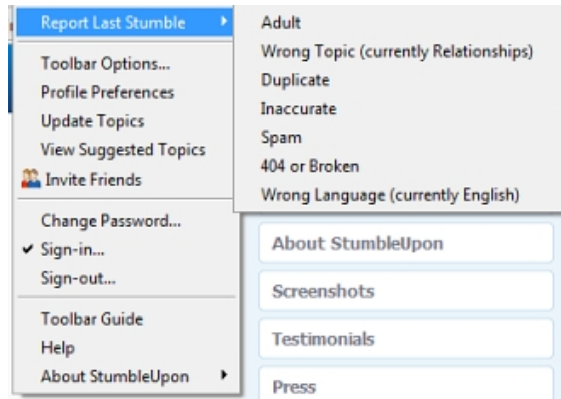 Report Last Stumble
Toolbar Options...
Profile Preferences
Update Topics
View Suggested Topics
Invite Friends
Change Password...
Sign-in...
Sign-out...
Toolbar Guide
Help
About StumbleUpon
Adult
Wrong Topic (currently Relationships)
Duplicate
Inaccurate
Spam
404 or Broken
Wrong Language (currently English)
About StumbleUpon
Screenshots
Testimonials
Press